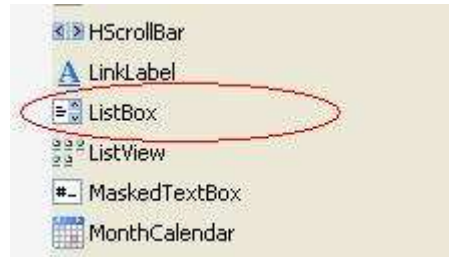 HScrollBar
A LinkLabel
ListBox
ListView
#_ MaskedTextBox
MonthCalendar